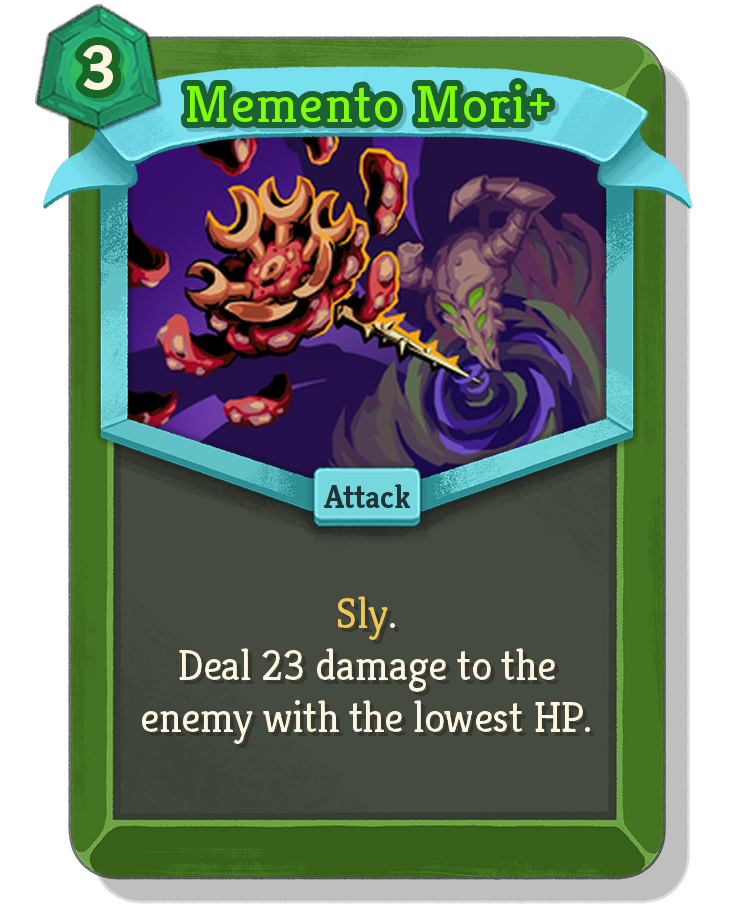 3
Memento Mori+
Attack
Sly.
Deal 23 damage to the
enemy with the lowest HP.